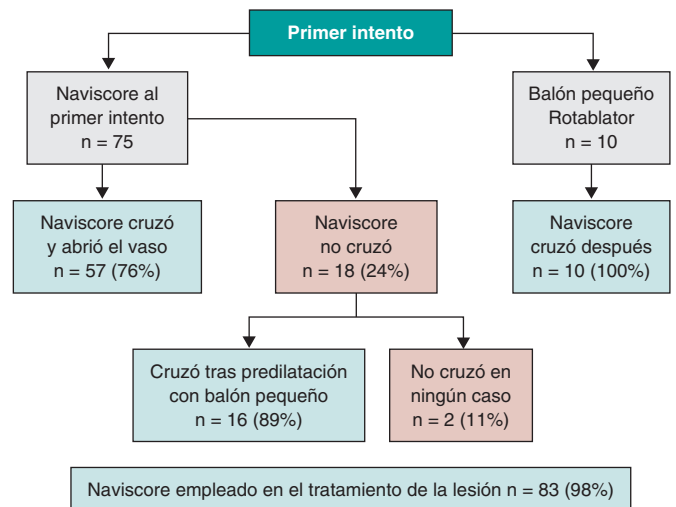 Primer intento
Naviscore al
primer intento
n = 75
Balón pequeño
Rotablator
n = 10
Naviscore cruzó
y abrió el vaso
n = 57 (76%)
Naviscore
no cruzó
n = 18 (24%)
Naviscore
cruzó después
n = 10 (100%)
Cruzó tras predilatación
con balón pequeño
n = 16 (89%)
No cruzó en
ningún caso
n = 2 (11%)
Naviscore empleado en el tratamiento de la lesión n = 83 (98%)